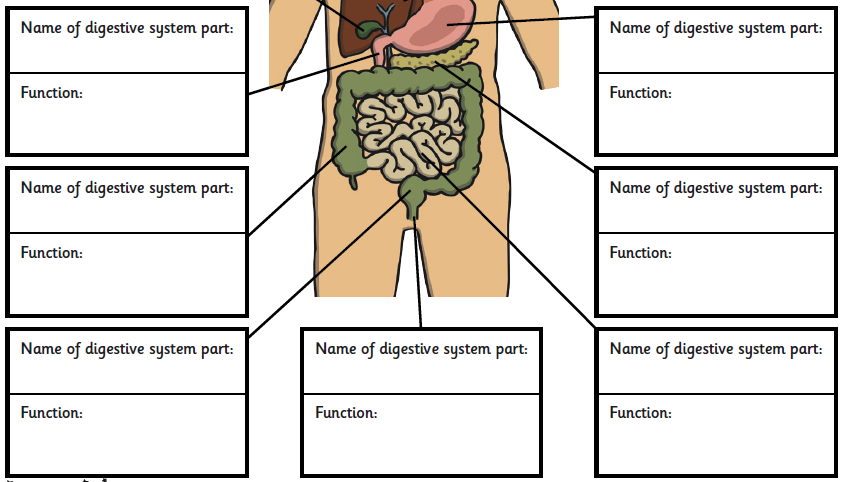 Name of digestive system part:
Function:
Name of digestive system part:
Function:
Name of digestive system part:
Function:
Name of digestive system part:
Function:
Name of digestive system part:
Function:
Name of digestive system part:
Function:
Name of digestive system part:
Function: